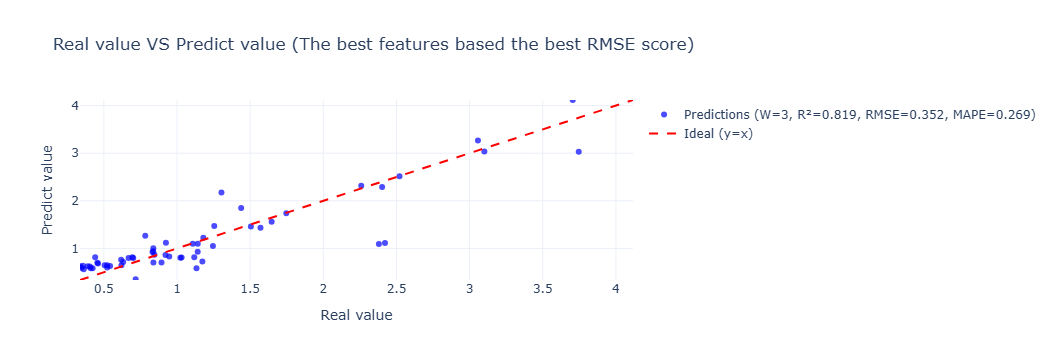 Real value VS Predict value (The best features based the best RMSE score)
Predictions (W=3, R²=0.819, RMSE=0.352, MAPE=0.269)
Ideal (y=x)
Predict value
4
3
2
1
0.5 1 1.5 2 2.5 3 3.5 4
Real value